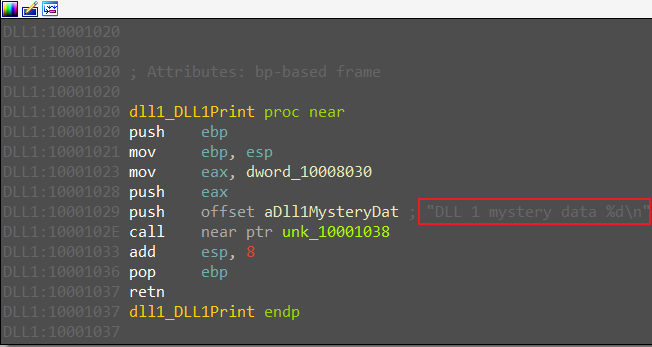 DLL1:10001020
DLL1:10001020
DLL1:10001020 ; Attributes: bp-based frame
DLL1:10001020
DLL1:10001020 dll1_DLL1Print proc near
DLL1:10001020 push ebp
DLL1:10001021 mov ebp, esp
DLL1:10001023 mov eax, dword_10008030
DLL1:10001028 push eax
DLL1:10001029 push offset aDll1MysteryDat ; "DLL 1 mystery data %d\n"
DLL1:1000102E call near ptr unk_10001038
DLL1:10001033 add esp, 8
DLL1:10001036 pop ebp
DLL1:10001037 retn
DLL1:10001037 dll1_DLL1Print endp
DLL1:10001037